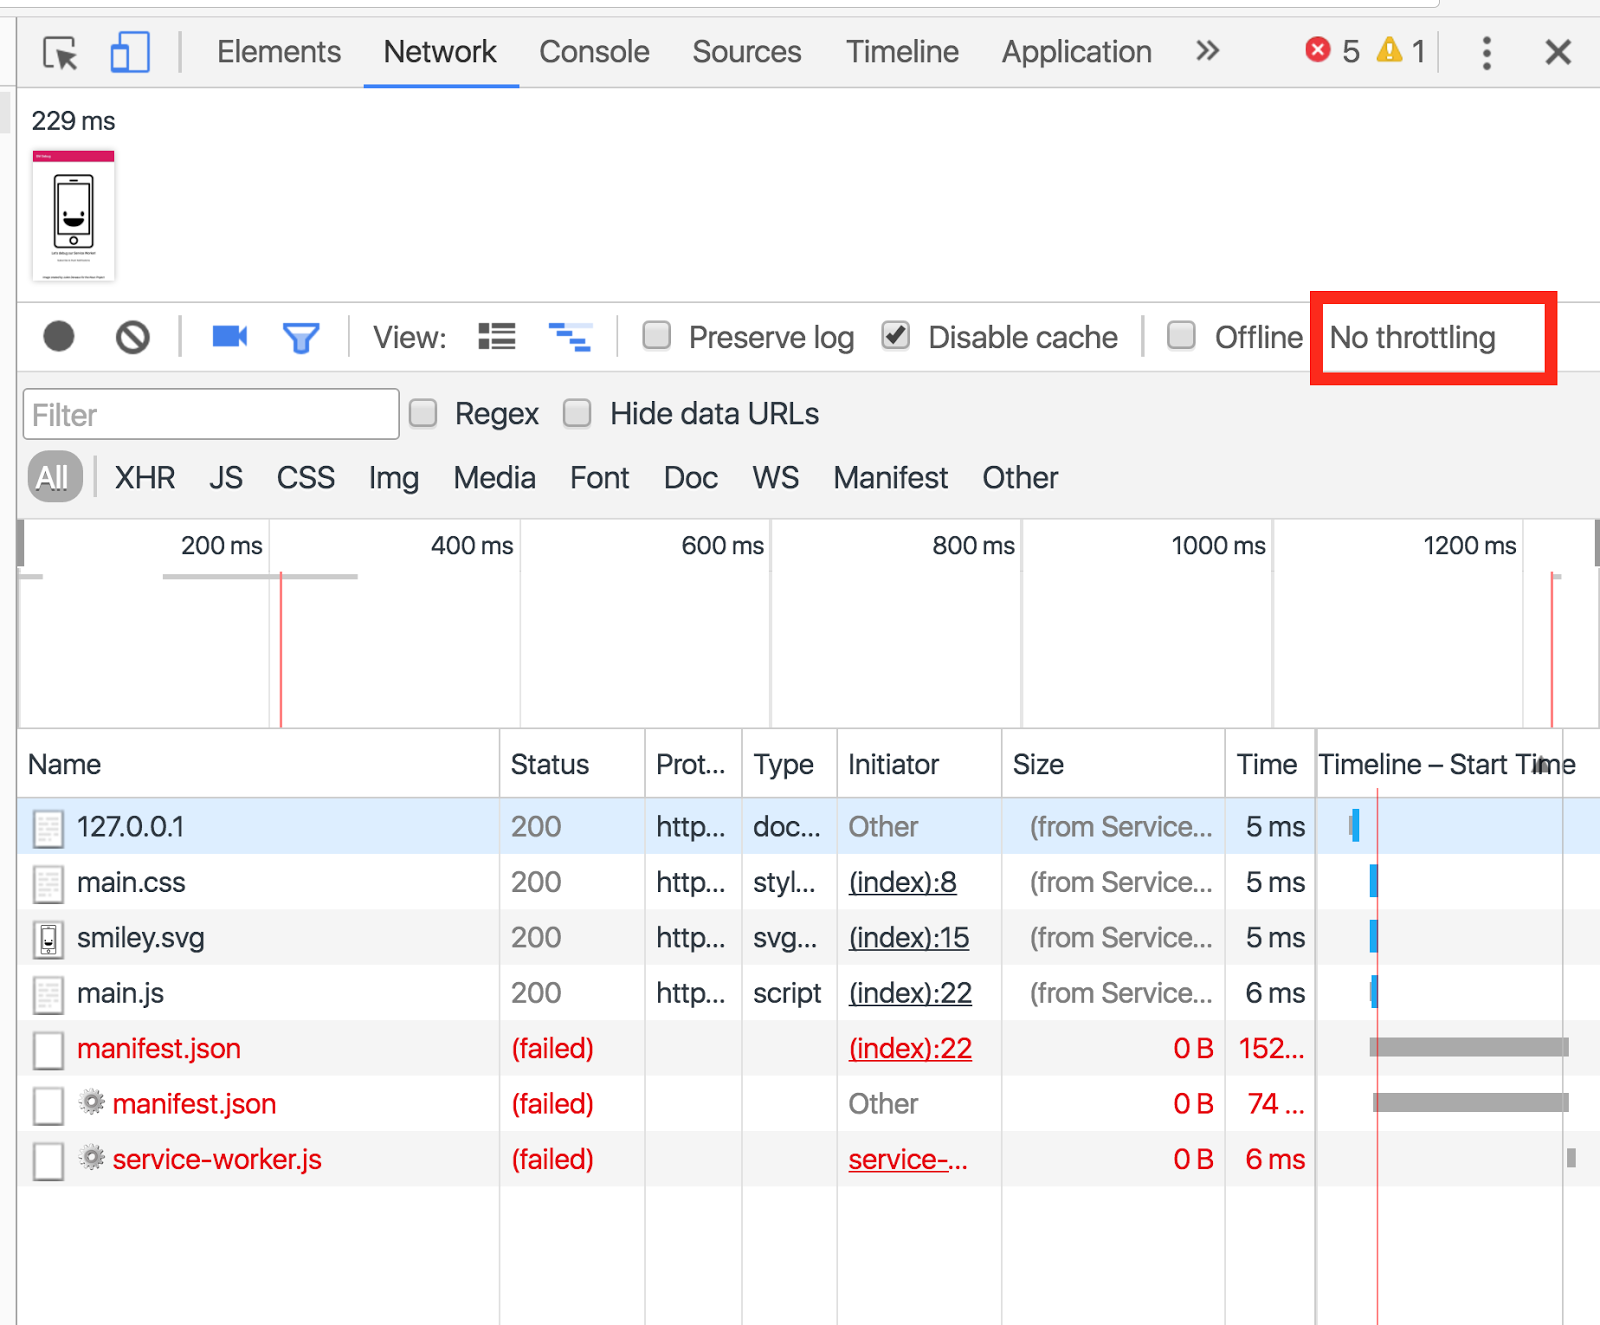 Elements Network Console Sources Timeline Application » 5 1
229 ms
View: Preserve log Disable cache Offline No throttling
Filter Regex Hide data URLs
All XHR JS CSS Img Media Font Doc WS Manifest Other
200 ms 400 ms 600 ms 800 ms 1000 ms 1200 ms
Name Status Prot... Type Initiator Size Time Timeline – Start Time
127.0.0.1 200 http... doc... Other (from Service... 5 ms
main.css 200 http... styl... (index):8 (from Service... 5 ms
smiley.svg 200 http... svg... (index):15 (from Service... 5 ms
main.js 200 http... script (index):22 (from Service... 6 ms
manifest.json (failed) (index):22 0 B 152...
manifest.json (failed) Other 0 B 74 ...
service-worker.js (failed) service-... 0 B 6 ms